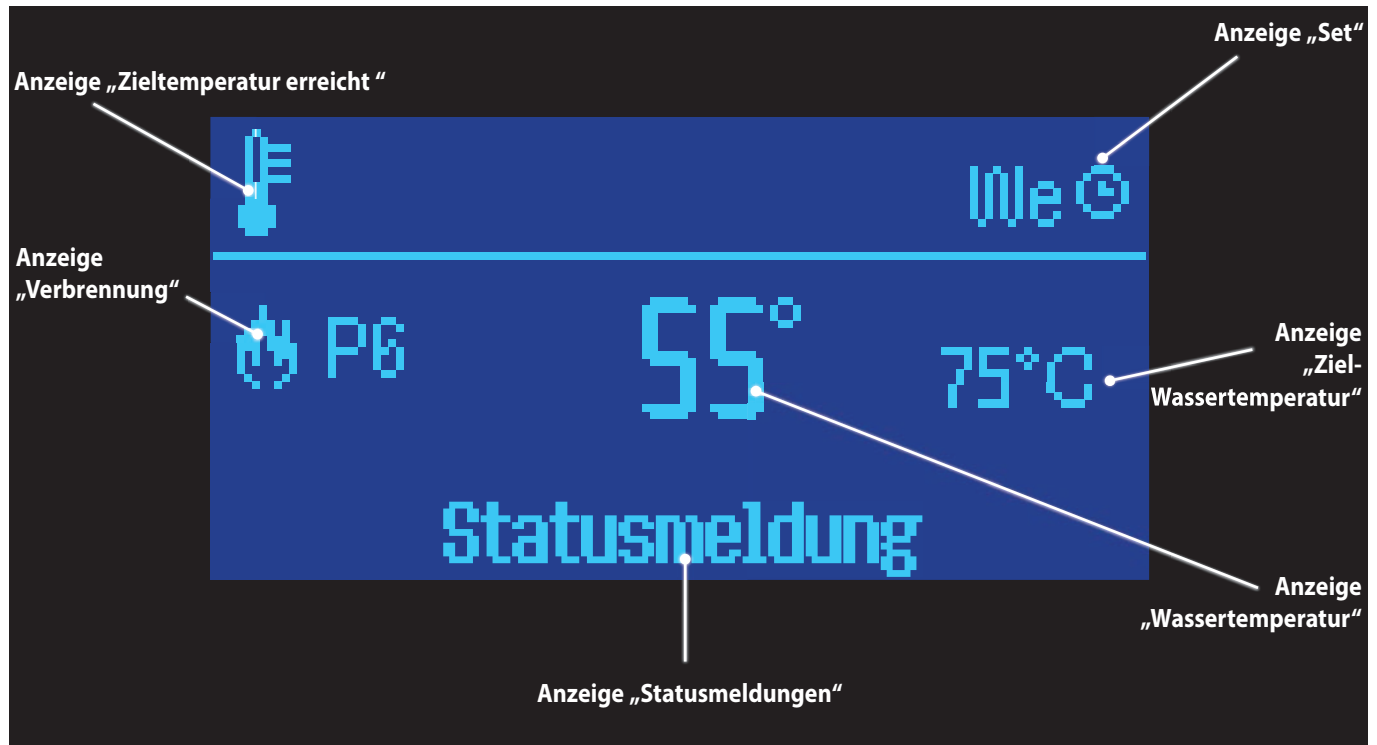 Anzeige „Set“
Anzeige „Zieltemperatur erreicht “
We
Anzeige
„Verbrennung“
P6
55°
75°C
Anzeige
„Ziel-
Wassertemperatur“
Statusmeldung
Anzeige
„Wassertemperatur“
Anzeige „Statusmeldungen“